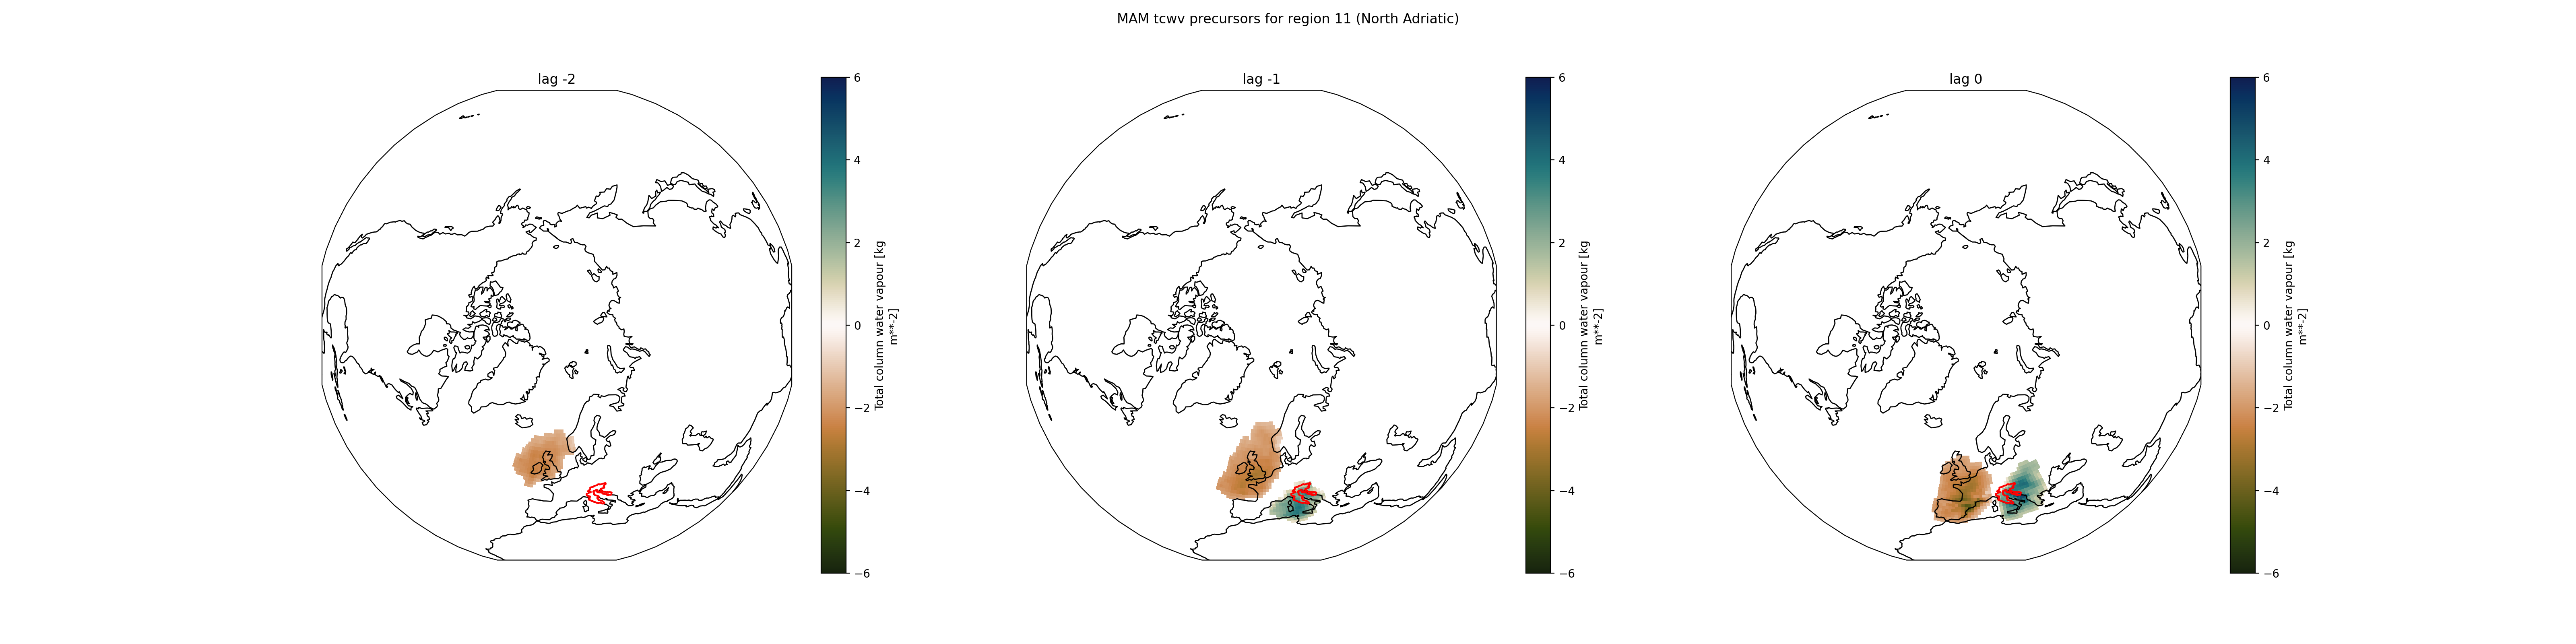 MAM tcwv precursors for region 11 (North Adriatic)
lag -2
6
4
2
0
−2
−4
−6
Total column water vapour [kg
m**-2]
lag -1
6
4
2
0
−2
−4
−6
Total column water vapour [kg
m**-2]
lag 0
6
4
2
0
−2
−4
−6
Total column water vapour [kg
m**-2]